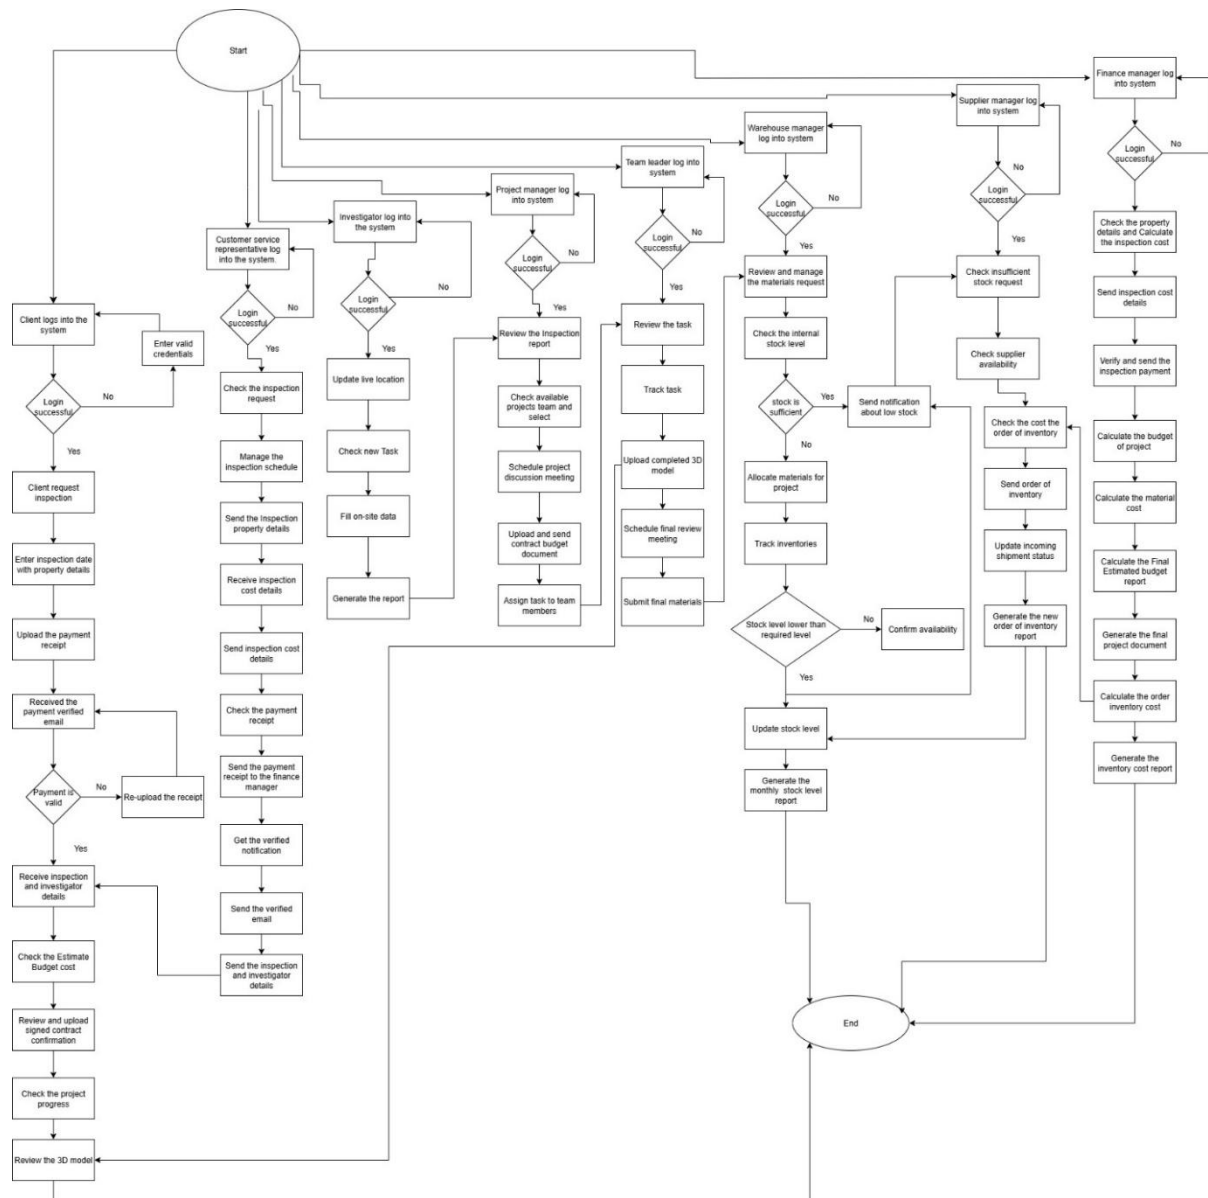 Start
Client logs into the
system
Enter valid
credentials
Login
successful
No
Yes
Client request
inspection
Enter inspection date
with property details
Upload the payment
receipt
Received the
payment verified
email
Payment is
valid
No
Re-upload the receipt
Yes
Receive inspection
and investigator
details
Check the Estimate
Budget cost
Review and upload
signed contract
confirmation
Check the project
progress
Review the 3D model
Customer service
representative log
into the system.
Login
successful
No
Yes
Check the inspection
request
Manage the
inspection schedule
Send the Inspection
property details
Receive inspection
cost details
Send inspection cost
details
Check the payment
receipt
Send the payment
receipt to the finance
manager
Get the verified
notification
Send the verified
email
Send the inspection
and investigator
details
Investigator log into
the system
Login
successful
No
Yes
Update live location
Check new Task
Fill on-site data
Generate the report
Project manager log
into system
Login
successful
No
Yes
Review the Inspection
report
Check available
projects team and
select
Schedule project
discussion meeting
Upload and send
contract budget
document
Assign task to team
members
Team leader log into
system
Login
successful
No
Yes
Review the task
Track task
Upload completed 3D
model
Schedule final review
meeting
Submit final materials
Warehouse manager
log into system
Login
successful
No
Yes
Review and manage
the materials request
Check the internal
stock level
stock is
sufficient
Yes
Send notification
about low stock
No
Allocate materials for
project
Track inventories
Stock level lower than
required level
No
Confirm availability
Yes
Update stock level
Generate the
monthly stock level
report
Supplier manager log
into system
No
Login
successful
Yes
Check insufficient
stock request
Check supplier
availability
Check the cost the
order of inventory
Send order of
inventory
Update incoming
shipment status
Generate the new
order of inventory
report
Finance manager log
into system
Login
successful
No
Check the property
details and Calculate
the inspection cost
Send inspection cost
details
Verify and send the
inspection payment
Calculate the budget
of project
Calculate the material
cost
Calculate the Final
Estimated budget
report
Generate the final
project document
Calculate the order
inventory cost
Generate the
inventory cost report
End